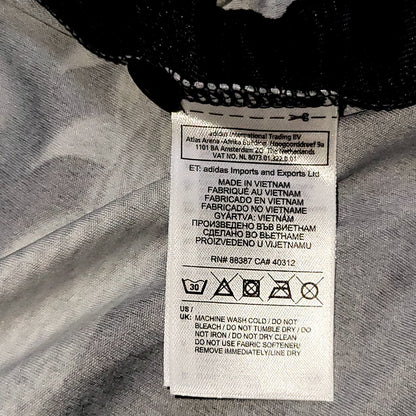 adidas International Trading BV
Atlas Arena -Afrika Building, Hoogoorddreef 9a
1101 BA Amsterdam ZO The Netherlands
VAT NO. NL 8073.01.322.B.01
ET: adidas Imports and Exports Ltd
MADE IN VIETNAM
FABRIQUÉ AU VIETNAM
FABRICADO EN VIETNAM
FABRICADO NO VIETNAME
GYÁRTVA: VIETNÁM
ПРОИЗВЕДЕНО ВЪВ ВИЕТНАМ
СДЕЛАНО ВО ВЬЕТНАМЕ
PROIZVEDENO U VIJETNAMU
RN# 88387 CA# 40312
30
US /
UK: MACHINE WASH COLD / DO NOT
BLEACH / DO NOT TUMBLE DRY / DO
NOT IRON / DO NOT DRY CLEAN
DO NOT USE FABRIC SOFTENER/
REMOVE IMMEDIATELY/LINE DRY